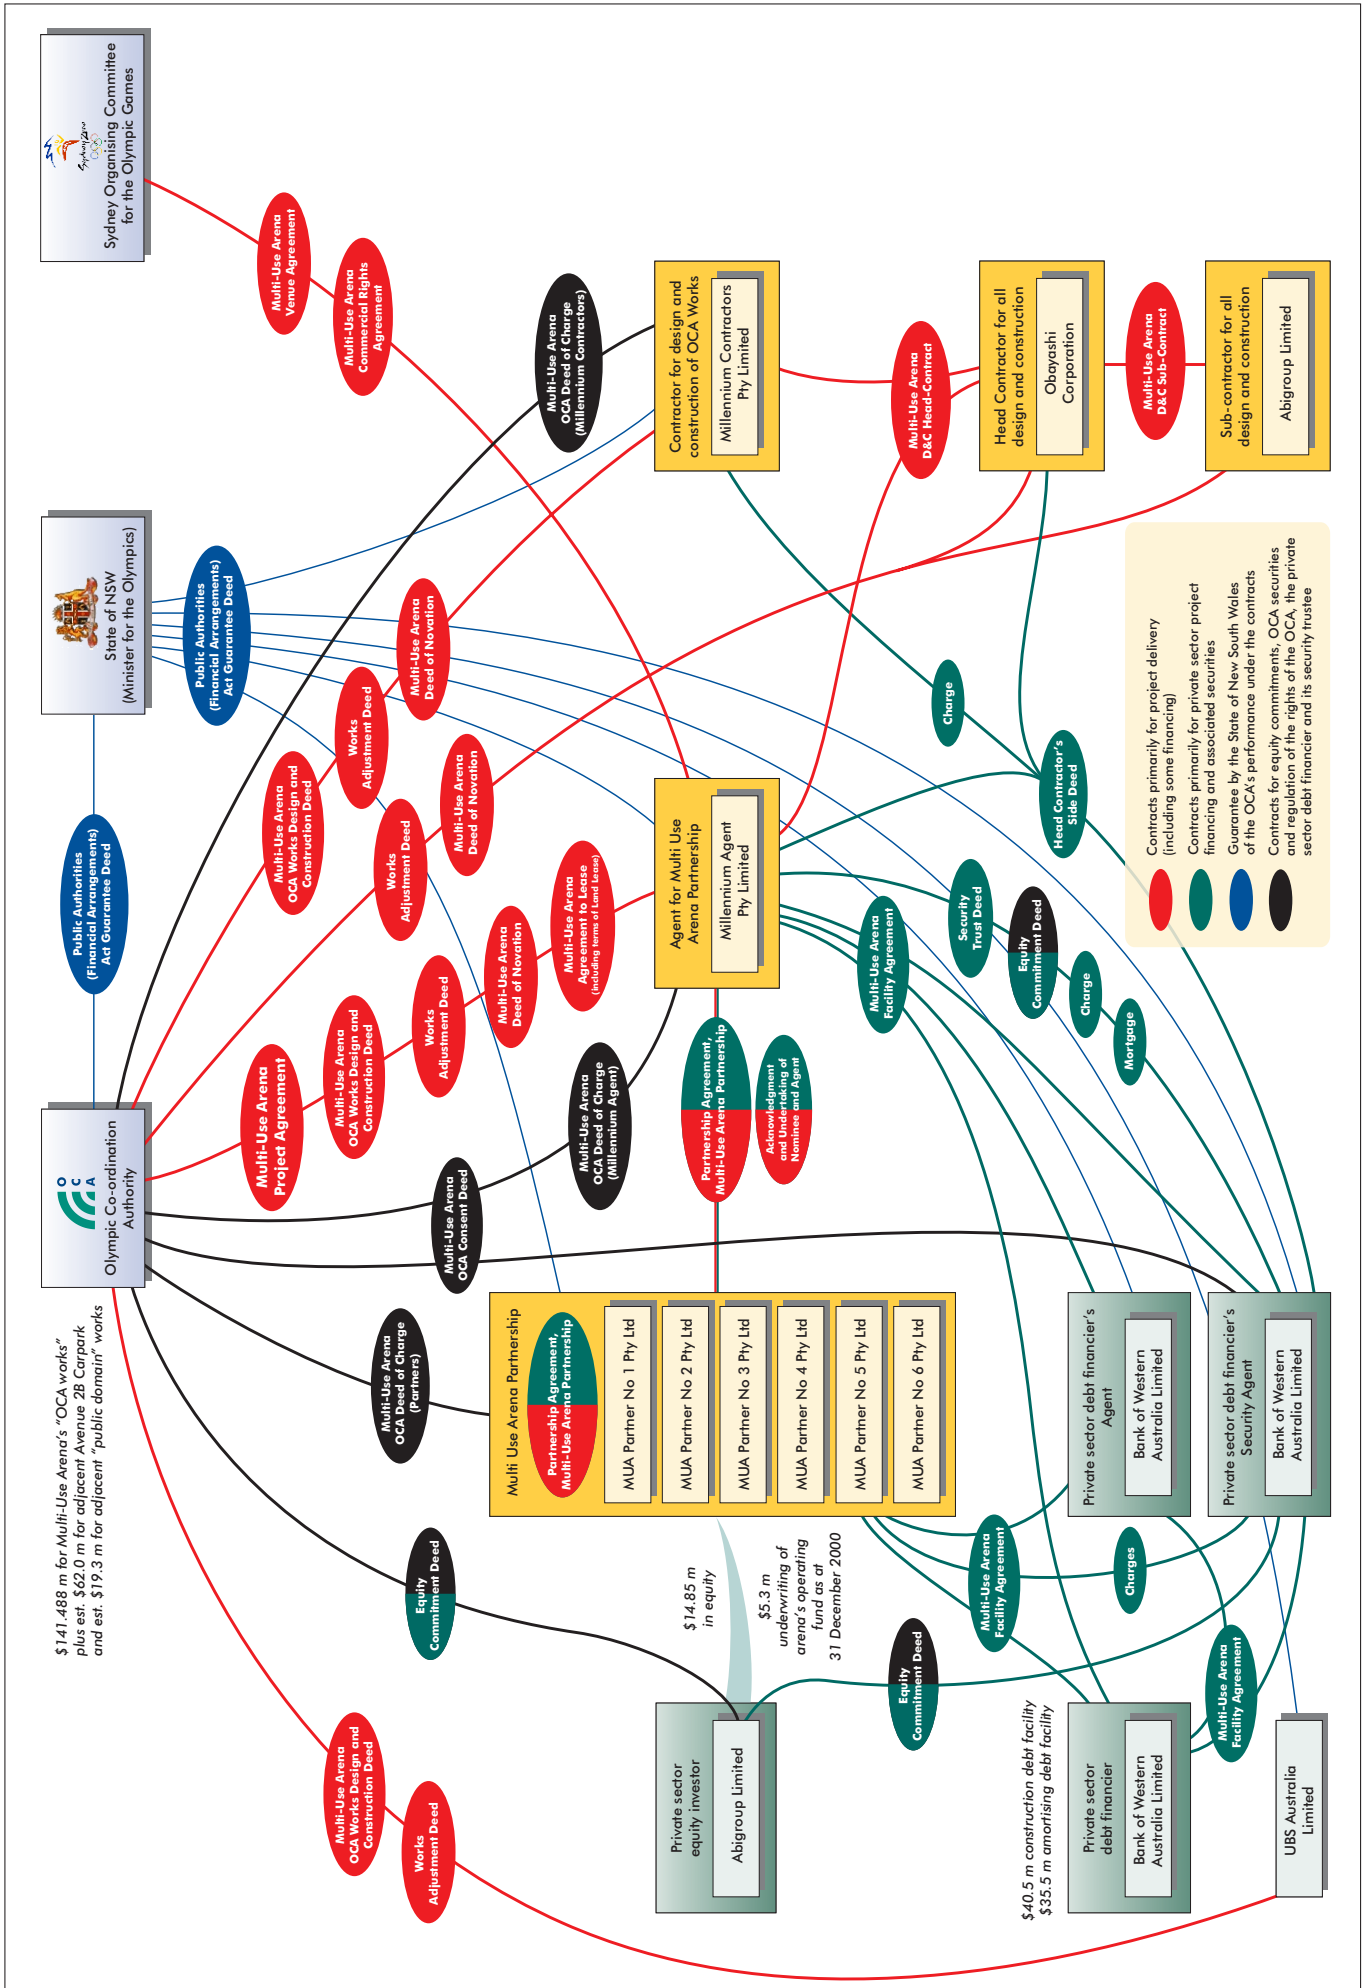 $141.488 m for Multi-Use Arena's "OCA works"
plus est. $62.0 m for adjacent Avenue 2B Carpark
and est. $19.3 m for adjacent "public domain" works
O
C
A
Olympic Co-ordination
Authority
Public Authorities
(Financial Arrangements)
Act Guarantee Deed
State of NSW
(Minister for the Olympics)
Sydney 2000
Sydney Organising Committee
for the Olympic Games
Public Authorities
(Financial Arrangements)
Act Guarantee Deed
Multi-Use Arena
Venue Agreement
Multi-Use Arena
Commercial Rights
Agreement
Multi-Use Arena
OCA Works Design and
Construction Deed
Works
Adjustment Deed
Equity
Commitment Deed
Multi-Use Arena
OCA Deed of Charge
(Partners)
Multi-Use Arena
OCA Consent Deed
Multi-Use Arena
Project Agreement
Multi-Use Arena
OCA Works Design and
Construction Deed
Works
Adjustment Deed
Multi-Use Arena
Deed of Novation
Multi-Use Arena
Agreement to Lease
(including terms of Land Lease)
Multi-Use Arena
OCA Works Design and
Construction Deed
Works
Adjustment Deed
Multi-Use Arena
Deed of Novation
Works
Adjustment Deed
Multi-Use Arena
Deed of Novation
Multi-Use Arena
OCA Deed of Charge
(Millennium Contractors)
Multi-Use Arena
OCA Deed of Charge
(Millennium Agent)
Multi Use Arena Partnership
Partnership Agreement,
Multi-Use Arena Partnership
MUA Partner No 1 Pty Ltd
MUA Partner No 2 Pty Ltd
MUA Partner No 3 Pty Ltd
MUA Partner No 4 Pty Ltd
MUA Partner No 5 Pty Ltd
MUA Partner No 6 Pty Ltd
Partnership Agreement,
Multi-Use Arena Partnership
Acknowledgment
and Undertaking of
Nominee and Agent
Agent for Multi Use
Arena Partnership
Millennium Agent
Pty Limited
Contractor for design and
construction of OCA Works
Millennium Contractors
Pty Limited
Private sector
equity investor
Abigroup Limited
$14.85 m
in equity
$5.3 m
underwriting of
arena's operating
fund as at
31 December 2000
Equity
Commitment Deed
Multi-Use Arena
Facility Agreement
Multi-Use Arena
Facility Agreement
Security
Trust Deed
Equity
Commitment Deed
Charge
Mortgage
Charge
Head Contractor's
Side Deed
Multi-Use Arena
D&C Head-Contract
Head Contractor for all
design and construction
Obayashi
Corporation
Multi-Use Arena
D&C Sub-Contract
Sub-contractor for all
design and construction
Abigroup Limited
$40.5 m construction debt facility
$35.5 m amortising debt facility
Private sector
debt financier
Bank of Western
Australia Limited
Charges
Multi-Use Arena
Facility Agreement
Private sector debt financier's
Agent
Bank of Western
Australia Limited
Private sector debt financier's
Security Agent
Bank of Western
Australia Limited
UBS Australia
Limited
Contracts primarily for project delivery
(including some financing)
Contracts primarily for private sector project
financing and associated securities
Guarantee by the State of New South Wales
of the OCA's performance under the contracts
Contracts for equity commitments, OCA securities
and regulation of the rights of the OCA, the private
sector debt financier and its security trustee